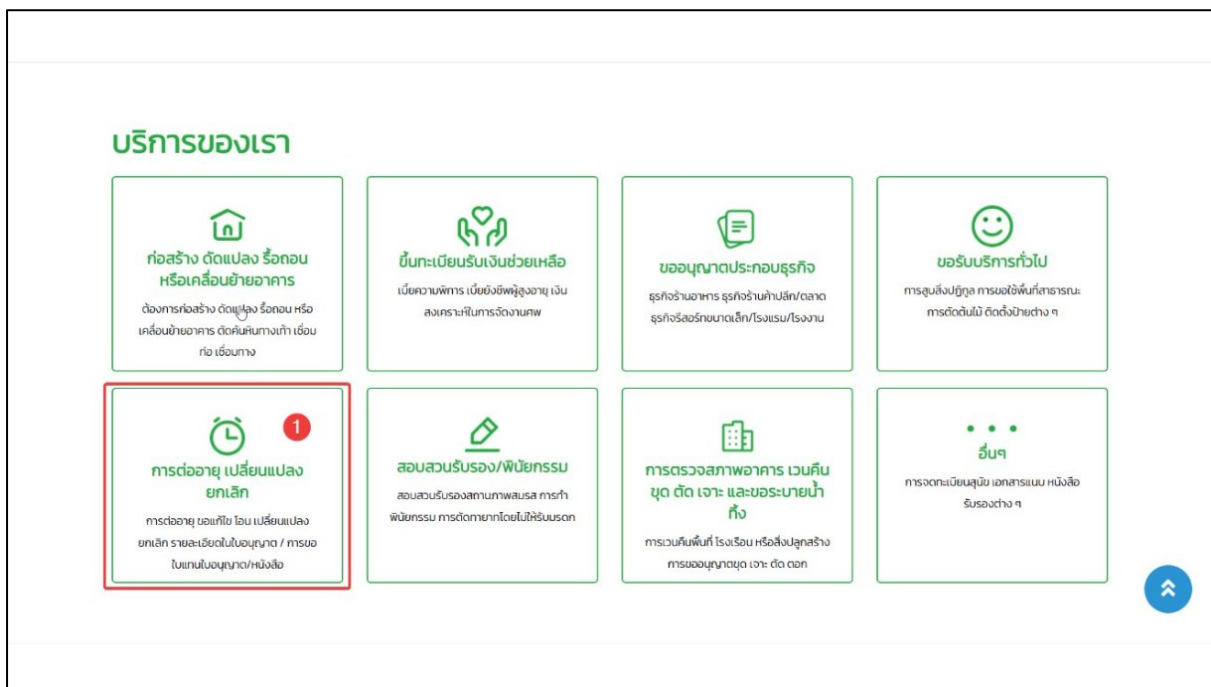 บริการของเรา
ก่อสร้าง ดัดแปลง รื้อถอน
หรือเคลื่อนย้ายอาคาร
ต้องการก่อสร้าง ดัดแปลง รื้อถอน หรือ
เคลื่อนย้ายอาคาร ตัดคันหินทางเท้า เชื่อม
ท่อ เชื่อมทาง
ขึ้นทะเบียนรับเงินช่วยเหลือ
เบี้ยความพิการ เบี้ยยังชีพผู้สูงอายุ เงิน
สงเคราะห์ในการจัดงานศพ
ขออนุญาตประกอบธุรกิจ
ธุรกิจร้านอาหาร ธุรกิจร้านค้าปลีก/ตลาด
ธุรกิจรีสอร์ทขนาดเล็ก/โรงแรม/โรงงาน
ขอรับบริการทั่วไป
การสูบสิ่งปฏิกูล การขอใช้พื้นที่สาธารณะ
การตัดต้นไม้ ติดตั้งป้ายต่าง ๆ
1
การต่ออายุ เปลี่ยนแปลง
ยกเลิก
การต่ออายุ ขอแก้ไข โอน เปลี่ยนแปลง
ยกเลิก รายละเอียดในใบอนุญาต / การขอ
ใบแทนใบอนุญาต/หนังสือ
สอบสวนรับรอง/พินัยกรรม
สอบสวนรับรองสถานภาพสมรส การทำ
พินัยกรรม การตัดทายาทโดยไม่ให้รับมรดก
การตรวจสภาพอาคาร เวนคืน
ขุด ตัด เจาะ และขอระบายน้ำ
ทิ้ง
การเวนคืนพื้นที่ โรงเรือน หรือสิ่งปลูกสร้าง
การขออนุญาตขุด เจาะ ตัด ตอก
อื่นๆ
การจดทะเบียนสุนัข เอกสารแนบ หนังสือ
รับรองต่าง ๆ